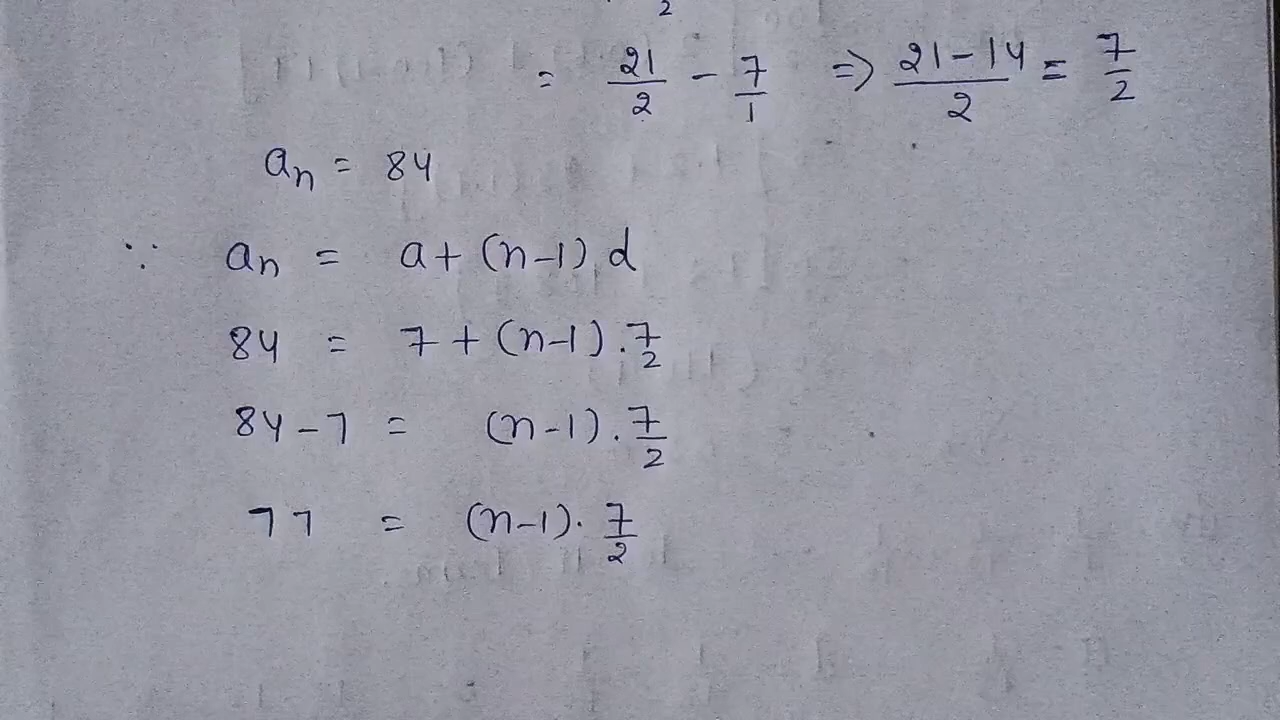 = 21/2 - 7/1 => (21-14)/2 = 7/2
an = 84
∵ an = a + (n-1) d
84 = 7 + (n-1) . 7/2
84 - 7 = (n-1) . 7/2
77 = (n-1) . 7/2